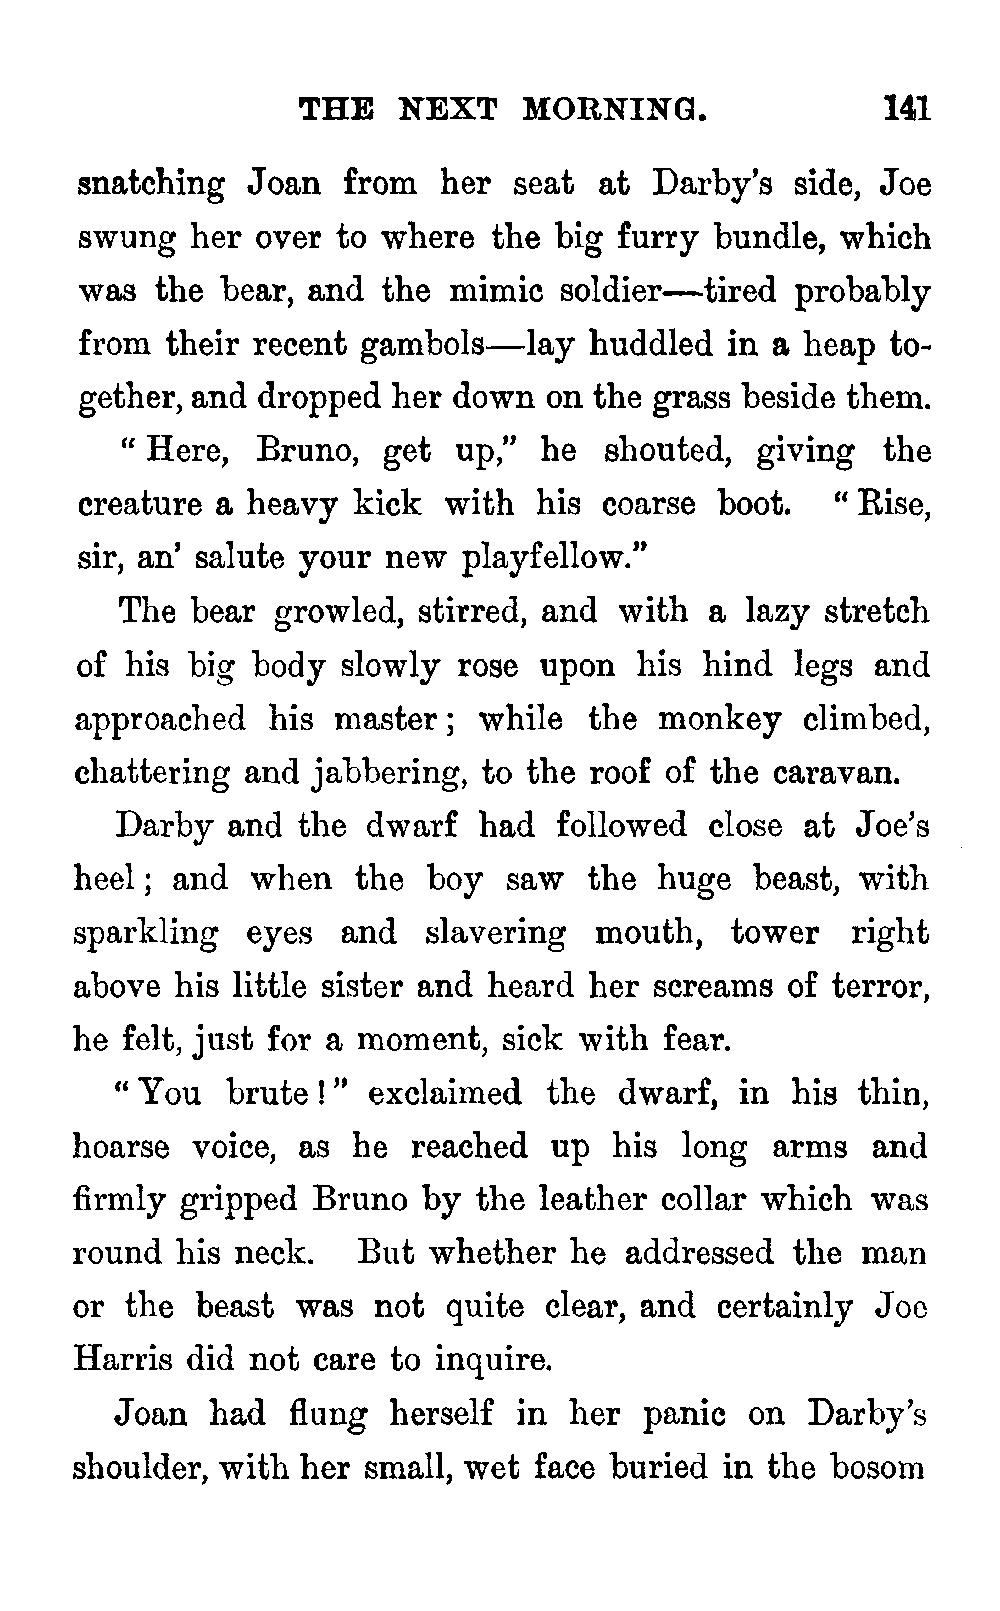 THE NEXT MORNING. 141
snatching Joan from her seat at Darby's side, Joe
swung her over to where the big furry bundle, which
was the bear, and the mimic soldier—tired probably
from their recent gambols—lay huddled in a heap to-
gether, and dropped her down on the grass beside them.
"Here, Bruno, get up," he shouted, giving the
creature a heavy kick with his coarse boot. "Rise,
sir, an' salute your new playfellow."
The bear growled, stirred, and with a lazy stretch
of his big body slowly rose upon his hind legs and
approached his master; while the monkey climbed,
chattering and jabbering, to the roof of the caravan.
Darby and the dwarf had followed close at Joe's
heel; and when the boy saw the huge beast, with
sparkling eyes and slavering mouth, tower right
above his little sister and heard her screams of terror,
he felt, just for a moment, sick with fear.
"You brute!" exclaimed the dwarf, in his thin,
hoarse voice, as he reached up his long arms and
firmly gripped Bruno by the leather collar which was
round his neck. But whether he addressed the man
or the beast was not quite clear, and certainly Joe
Harris did not care to inquire.
Joan had flung herself in her panic on Darby's
shoulder, with her small, wet face buried in the bosom